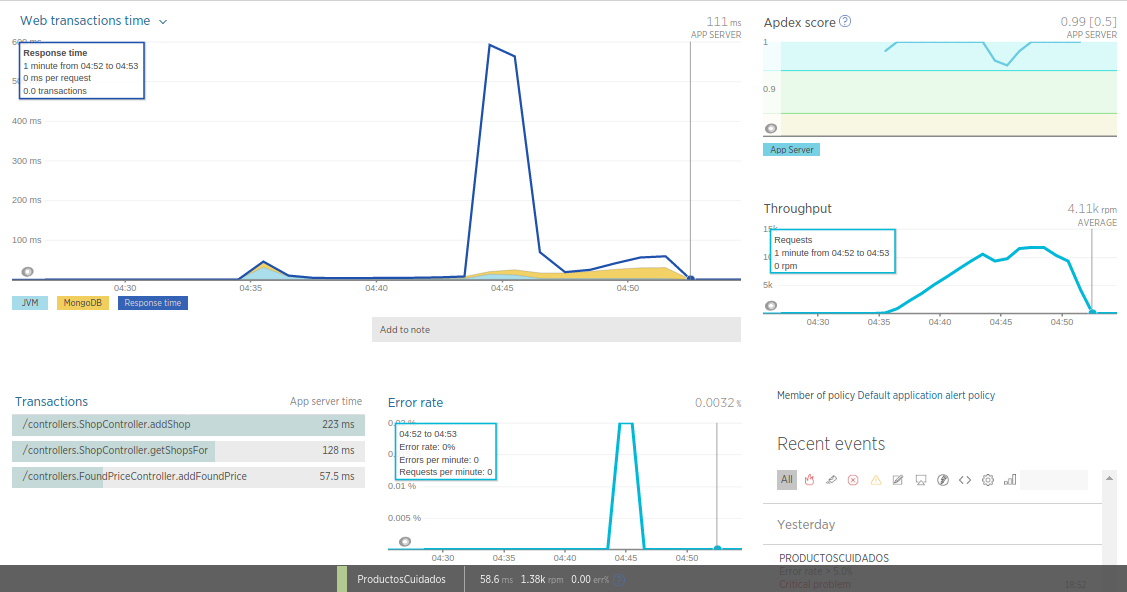 Web transactions time
111 ms
APP SERVER
Response time
1 minute from 04:52 to 04:53
0 ms per request
0.0 transactions
400 ms
300 ms
200 ms
100 ms
04:30
04:35
04:40
04:45
04:50
JVM
MongoDB
Response time
Add to note
Apdex score ?
0.99 [0.5]
APP SERVER
1
0.9
App Server
Throughput
4.11k rpm
AVERAGE
Requests
1 minute from 04:52 to 04:53
0 rpm
5k
04:30
04:35
04:40
04:45
04:50
Transactions
App server time
/controllers.ShopController.addShop
223 ms
/controllers.ShopController.getShopsFor
128 ms
/controllers.FoundPriceController.addFoundPrice
57.5 ms
Error rate
0.0032 %
04:52 to 04:53
Error rate: 0%
Errors per minute: 0
Requests per minute: 0
0.01 %
0.005 %
04:30
04:35
04:40
04:45
04:50
Member of policy Default application alert policy
Recent events
All
Yesterday
PRODUCTOSCUIDADOS
Error rate > 5.0%
Critical problem
18:52
ProductosCuidados
58.6 ms 1.38k rpm 0.00 err%